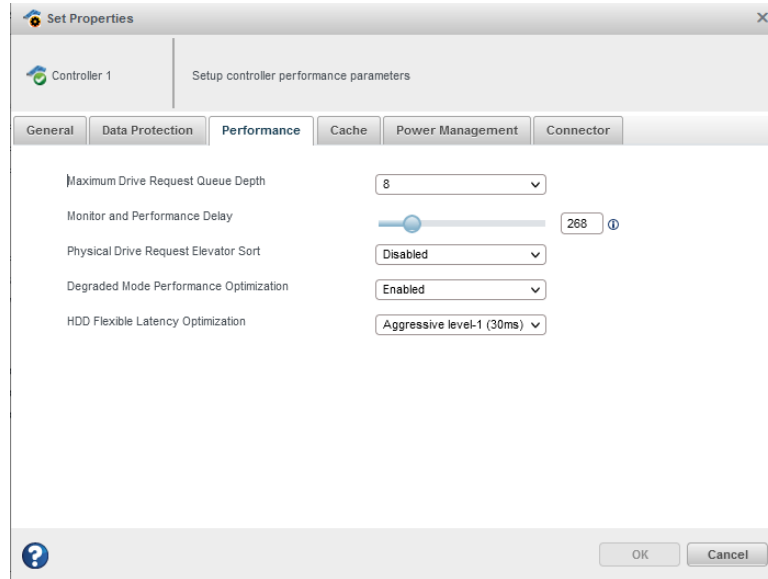 Set Properties
Controller 1
Setup controller performance parameters
General Data Protection Performance Cache Power Management Connector
Maximum Drive Request Queue Depth 8
Monitor and Performance Delay 268
Physical Drive Request Elevator Sort Disabled
Degraded Mode Performance Optimization Enabled
HDD Flexible Latency Optimization Aggressive level-1 (30ms)
OK Cancel